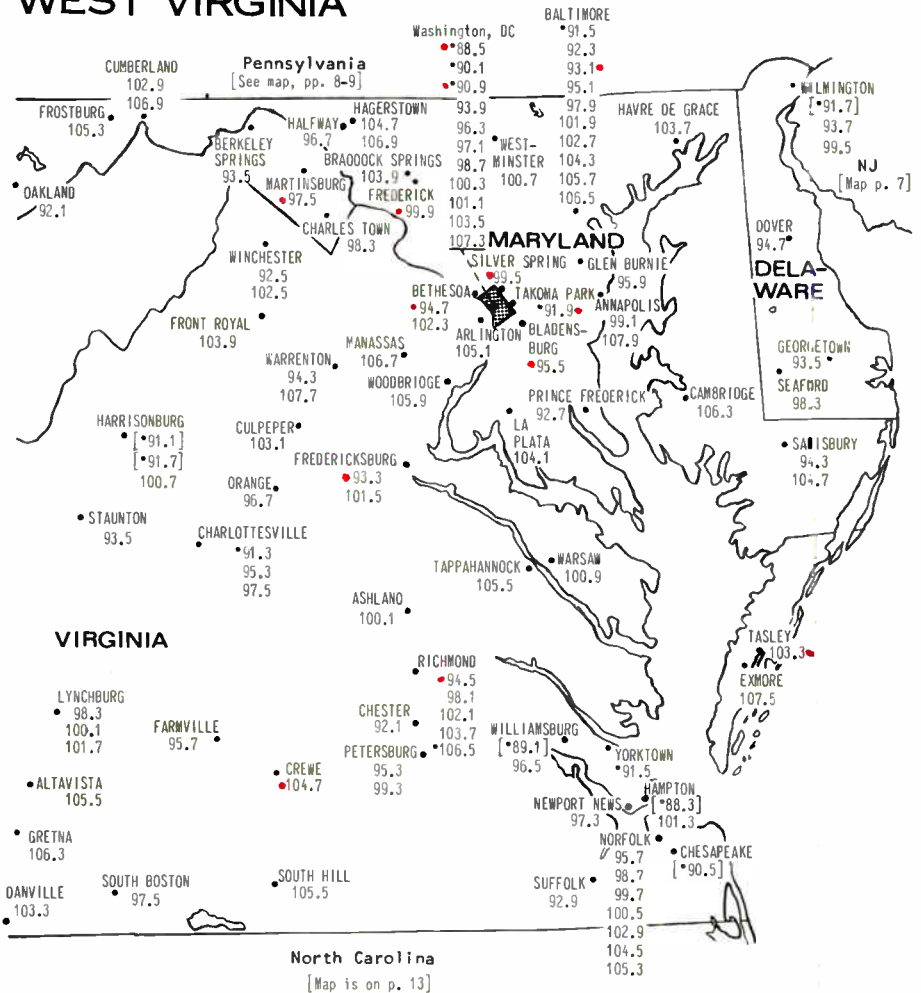 WEST VIRGINIA
Pennsylvania
[See map, pp. 8-9]
Washington, DC
•88.5
•90.1
•90.9
93.9
96.3
97.1
98.7
100.3
101.1
103.5
107.3
BALTIMORE
•91.5
92.3
93.1
95.1
97.9
101.9
102.7
104.3
105.7
106.5
CUMBERLAND
102.9
106.9
FROSTBURG
105.3
OAKLAND
92.1
BERKELEY
SPRINGS
93.5
HALFWAY
96.7
HAGERSTOWN
104.7
106.9
BRAODOCK SPRINGS
103.9
MARTINSBURG
97.5
FREDERICK
99.9
CHARLES TOWN
98.3
WEST-
MINSTER
100.7
HAVRE DE GRACE
103.7
WILMINGTON
[•91.7]
93.7
99.5
NJ
[Map p. 7]
DOVER
94.7
DELA-
WARE
MARYLAND
SILVER SPRING
99.5
GLEN BURNIE
95.9
WINCHESTER
92.5
102.5
FRONT ROYAL
103.9
BETHESOA
94.7
102.3
TAKOMA PARK
•91.9
ANNAPOLIS
99.1
107.9
ARLINGTON
105.1
BLADENS-
BURG
95.5
MANASSAS
106.7
WARRENTON
94.3
107.7
WOODBRIDGE
105.9
GEORGETOWN
93.5
SEAFORD
98.3
PRINCE FREDERICK
92.7
CAMBRIDGE
106.3
LA
PLATA
104.1
SALISBURY
94.3
104.7
HARRISONBURG
[•91.1]
[•91.7]
100.7
CULPEPER
103.1
FREDERICKSBURG
93.3
101.5
ORANGE
96.7
STAUNTON
93.5
CHARLOTTESVILLE
•91.3
95.3
97.5
TAPPAHANNOCK
105.5
WARSAW
100.9
ASHLANO
100.1
VIRGINIA
TASLEY
103.3
EXMORE
107.5
RICHMOND
94.5
98.1
102.1
103.7
•106.5
LYNCHBURG
98.3
100.1
101.7
FARMVILLE
95.7
CHESTER
92.1
PETERSBURG
95.3
99.3
WILLIAMSBURG
[•89.1]
96.5
YORKTOWN
•91.5
ALTAVISTA
105.5
CREWE
104.7
NEWPORT NEWS
97.3
HAMPTON
[•88.3]
101.3
GRETNA
106.3
NORFOLK
95.7
98.7
99.7
100.5
102.9
104.5
105.3
CHESAPEAKE
[•90.5]
DANVILLE
103.3
SOUTH BOSTON
97.5
SOUTH HILL
105.5
SUFFOLK
92.9
North Carolina
[Map is on p. 13]